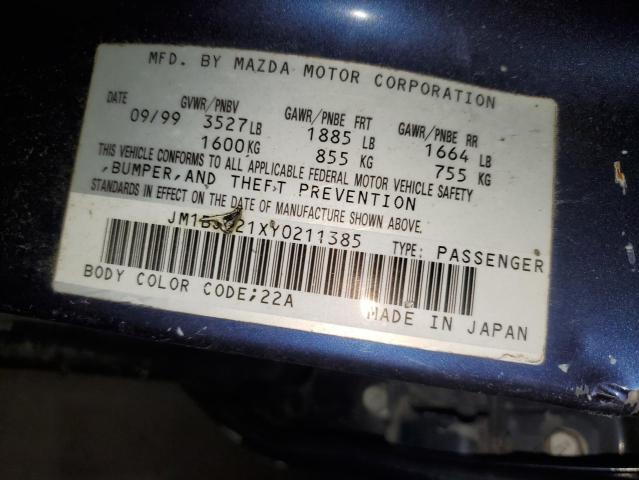 MFD. BY MAZDA MOTOR CORPORATION
DATE GVWR/PNBV GAWR/PNBE FRT GAWR/PNBE RR
09/99 3527LB 1885 LB 1664 LB
1600KG 855 KG 755 KG
THIS VEHICLE CONFORMS TO ALL APPLICABLE FEDERAL MOTOR VEHICLE SAFETY
,BUMPER,AND THEFT PREVENTION
STANDARDS IN EFFECT ON THE DATE OF MANUFACTURE SHOWN ABOVE.
TYPE: PASSENGER
BODY COLOR CODE;22A MADE IN JAPAN